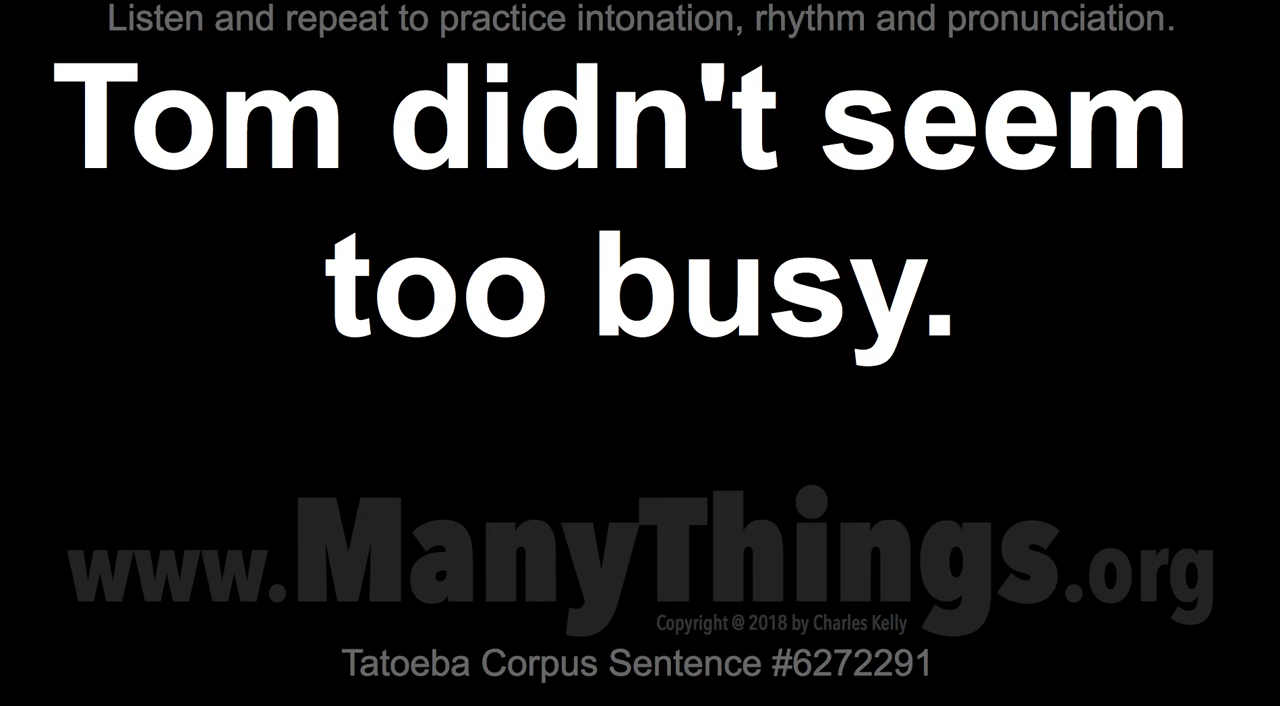 Listen and repeat to practice intonation, rhythm and pronunciation.
Tom didn't seem
too busy.
www.ManyThings.org
Copyright @ 2018 by Charles Kelly
Tatoeba Corpus Sentence #6272291